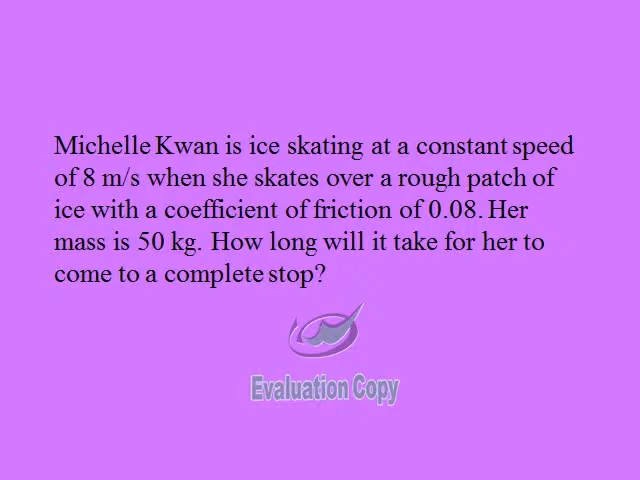 Michelle Kwan is ice skating at a constant speed
of 8 m/s when she skates over a rough patch of
ice with a coefficient of friction of 0.08. Her
mass is 50 kg. How long will it take for her to
come to a complete stop?
Evaluation Copy